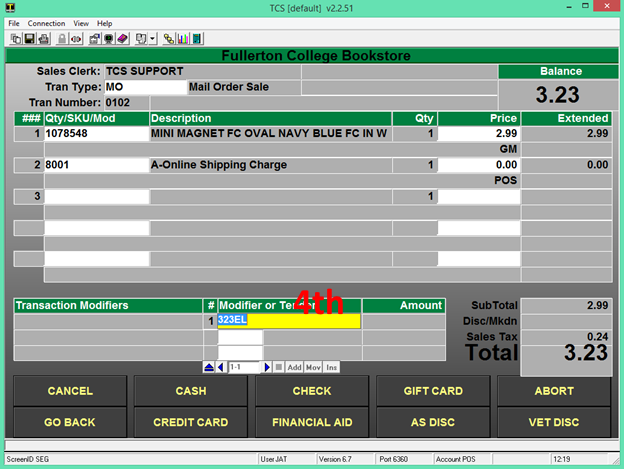 TCS [default] v2.2.51
File Connection View Help
Fullerton College Bookstore
Sales Clerk: TCS SUPPORT
Balance
Tran Type: MO Mail Order Sale
3.23
Tran Number: 0102
### Qty/SKU/Mod Description Qty Price Extended
1 1078548 MINI MAGNET FC OVAL NAVY BLUE FC IN W 1 2.99 2.99
GM
2 8001 A-Online Shipping Charge 1 0.00 0.00
POS
3 1
4th
Transaction Modifiers # Modifier or Tender Amount
SubTotal 2.99
1 323EL
Disc/Mkdn
Sales Tax 0.24
Total 3.23
1-1 Add Mov Ins
CANCEL CASH CHECK GIFT CARD ABORT
GO BACK CREDIT CARD FINANCIAL AID AS DISC VET DISC
ScreenID SEG User JAT Version 6.7 Port 6360 Account POS 12:19